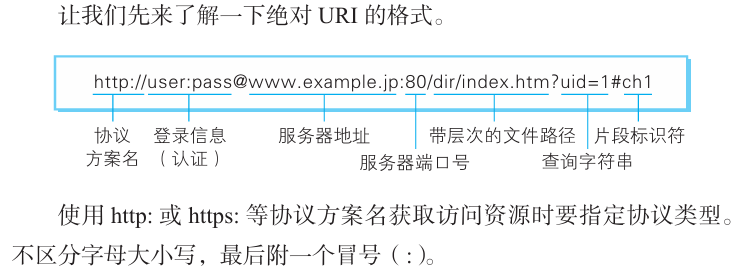 让我们先来了解一下绝对 URI 的格式。
http://user:pass@www.example.jp:80/dir/index.htm?uid=1#ch1
协议
方案名
登录信息
（认证）
服务器地址
服务器端口号
带层次的文件路径
查询字符串
片段标识符
使用 http: 或 https: 等协议方案名获取访问资源时要指定协议类型。
不区分字母大小写，最后附一个冒号（:）。